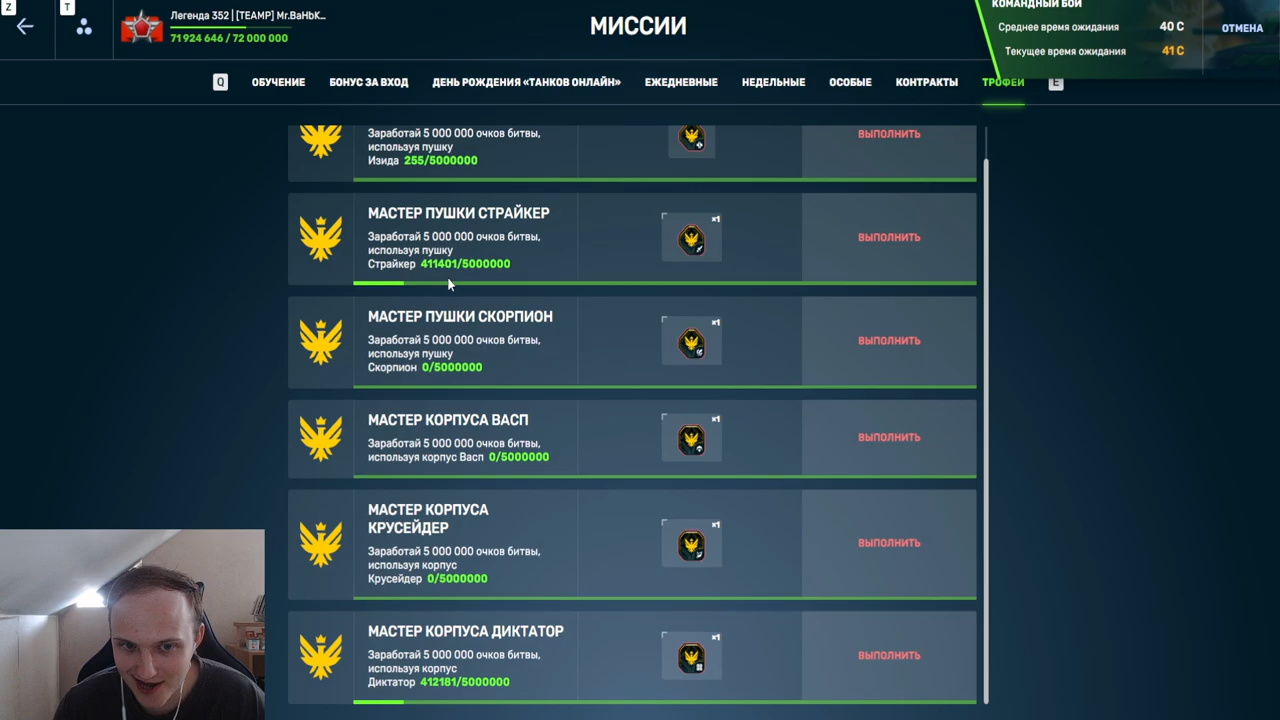 Z
T
Легенда 352 | [TEAMP] Mr.BaHbK...
71 924 646 / 72 000 000
МИССИИ
КОМАНДНЫЙ БОЙ
Среднее время ожидания 40 С
Текущее время ожидания 41 С
ОТМЕНА
Q ОБУЧЕНИЕ БОНУС ЗА ВХОД ДЕНЬ РОЖДЕНИЯ «ТАНКОВ ОНЛАЙН» ЕЖЕДНЕВНЫЕ НЕДЕЛЬНЫЕ ОСОБЫЕ КОНТРАКТЫ ТРОФЕИ E
Заработай 5 000 000 очков битвы,
используя пушку
Изида 255/5000000
ВЫПОЛНИТЬ
МАСТЕР ПУШКИ СТРАЙКЕР
Заработай 5 000 000 очков битвы,
используя пушку
Страйкер 411401/5000000
x1
ВЫПОЛНИТЬ
МАСТЕР ПУШКИ СКОРПИОН
Заработай 5 000 000 очков битвы,
используя пушку
Скорпион 0/5000000
x1
ВЫПОЛНИТЬ
МАСТЕР КОРПУСА ВАСП
Заработай 5 000 000 очков битвы,
используя корпус Васп 0/5000000
x1
ВЫПОЛНИТЬ
МАСТЕР КОРПУСА
КРУСЕЙДЕР
Заработай 5 000 000 очков битвы,
используя корпус
Крусейдер 0/5000000
x1
ВЫПОЛНИТЬ
МАСТЕР КОРПУСА ДИКТАТОР
Заработай 5 000 000 очков битвы,
используя корпус
Диктатор 412181/5000000
x1
ВЫПОЛНИТЬ